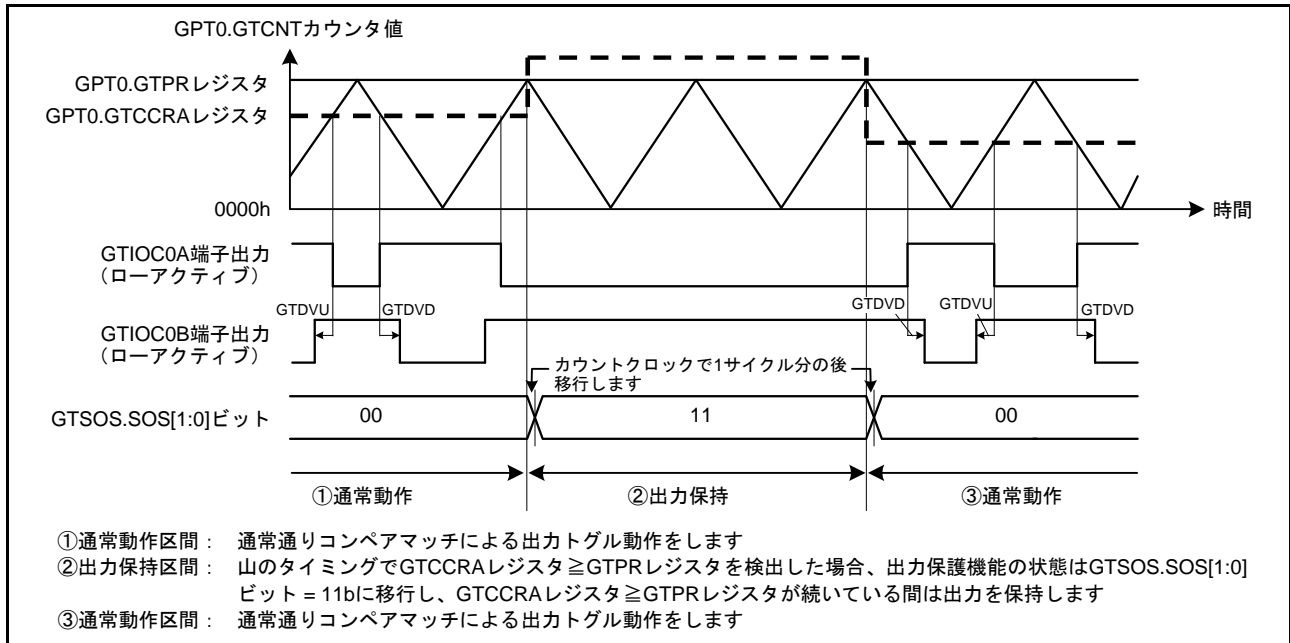 GPT0.GTCNTカウンタ値
GPT0.GTPRレジスタ
GPT0.GTCCRAレジスタ
0000h
時間
GTIOC0A端子出力
（ローアクティブ）
GTDVU
GTDVD
GTDVD
GTDVU
GTDVD
GTIOC0B端子出力
（ローアクティブ）
カウントクロックで1サイクル分の後
移行します
GTSOS.SOS[1:0]ビット
00
11
00
①通常動作
②出力保持
③通常動作
①通常動作区間： 通常通りコンペアマッチによる出力トグル動作をします
②出力保持区間： 山のタイミングでGTCCRAレジスタ≧GTPRレジスタを検出した場合、出力保護機能の状態はGTSOS.SOS[1:0]
ビット = 11bに移行し、GTCCRAレジスタ≧GTPRレジスタが続いている間は出力を保持します
③通常動作区間： 通常通りコンペアマッチによる出力トグル動作をします